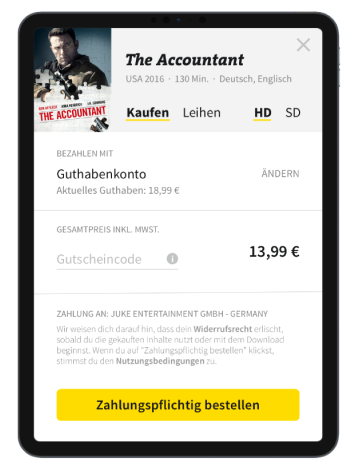 The Accountant
USA 2016 · 130 Min. · Deutsch, Englisch
THE ACCOUNTANT
Kaufen Leihen HD SD
BEZAHLEN MIT
Guthabenkonto ÄNDERN
Aktuelles Guthaben: 18,99 €
GESAMTPREIS INKL. MWST.
Gutscheincode i 13,99 €
ZAHLUNG AN: JUKE ENTERTAINMENT GMBH - GERMANY
Wir weisen dich darauf hin, dass dein Widerrufsrecht erlischt,
sobald du die gekauften Inhalte nutzt oder mit dem Download
beginnst. Wenn du auf "Zahlungspflichtig bestellen" klickst,
stimmst du den Nutzungsbedingungen zu.
Zahlungspflichtig bestellen